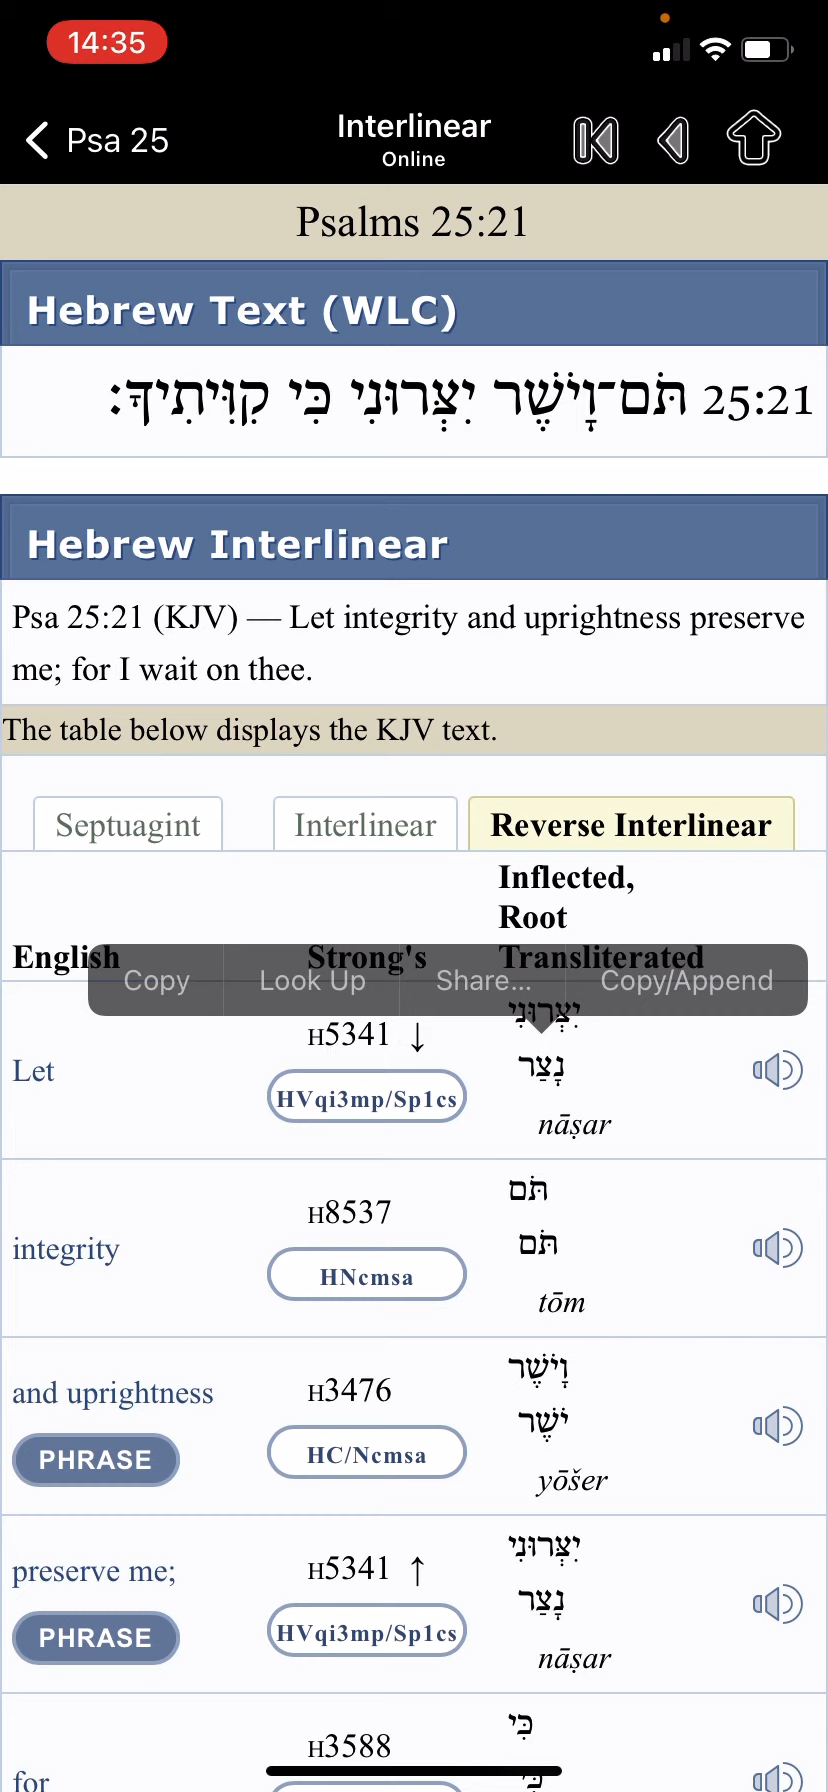 14:35
Psa 25
Interlinear
Online
Psalms 25:21
Hebrew Text (WLC)
25:21 תֹּם־וָיֹשֶׁר יִצְּרוּנִי כִּי קִוִּיתִיךָ׃
Hebrew Interlinear
Psa 25:21 (KJV) — Let integrity and uprightness preserve
me; for I wait on thee.
The table below displays the KJV text.
Septuagint Interlinear Reverse Interlinear
Inflected,
Root
English Strong's Transliterated
Copy Look Up Share... Copy/Append
יִצְּרוּנִי
H5341 ↓
Let
נָצַר
HVqi3mp/Sp1cs
nāṣar
תֹּם
H8537
integrity
תֹּם
HNcmsa
tōm
וָיֹשֶׁר
H3476
and uprightness
יֹשֶׁר
PHRASE
HC/Ncmsa
yōšer
יִצְּרוּנִי
H5341 ↑
preserve me;
נָצַר
PHRASE
HVqi3mp/Sp1cs
nāṣar
כִּי
H3588
for